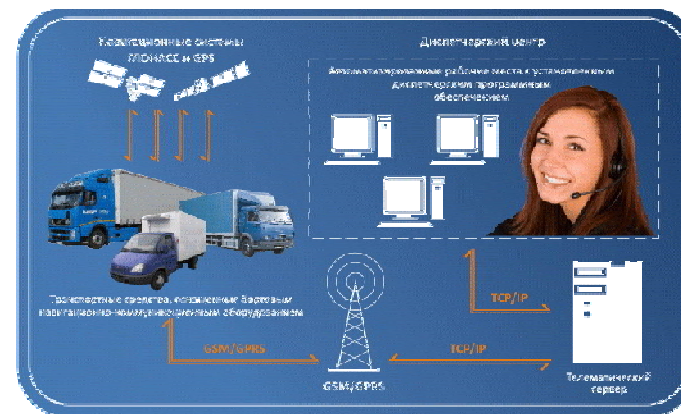 Навигационные системы
ГЛОНАСС и GPS
Диспетчерский центр
Автоматизированные рабочие места с установленным
диспетчерским программным
обеспечением
Транспортные средства, оснащенные бортовым
навигационно-коммуникационным оборудованием
GSM/GPRS
GSM/GPRS
TCP/IP
TCP/IP
Телематический
сервер